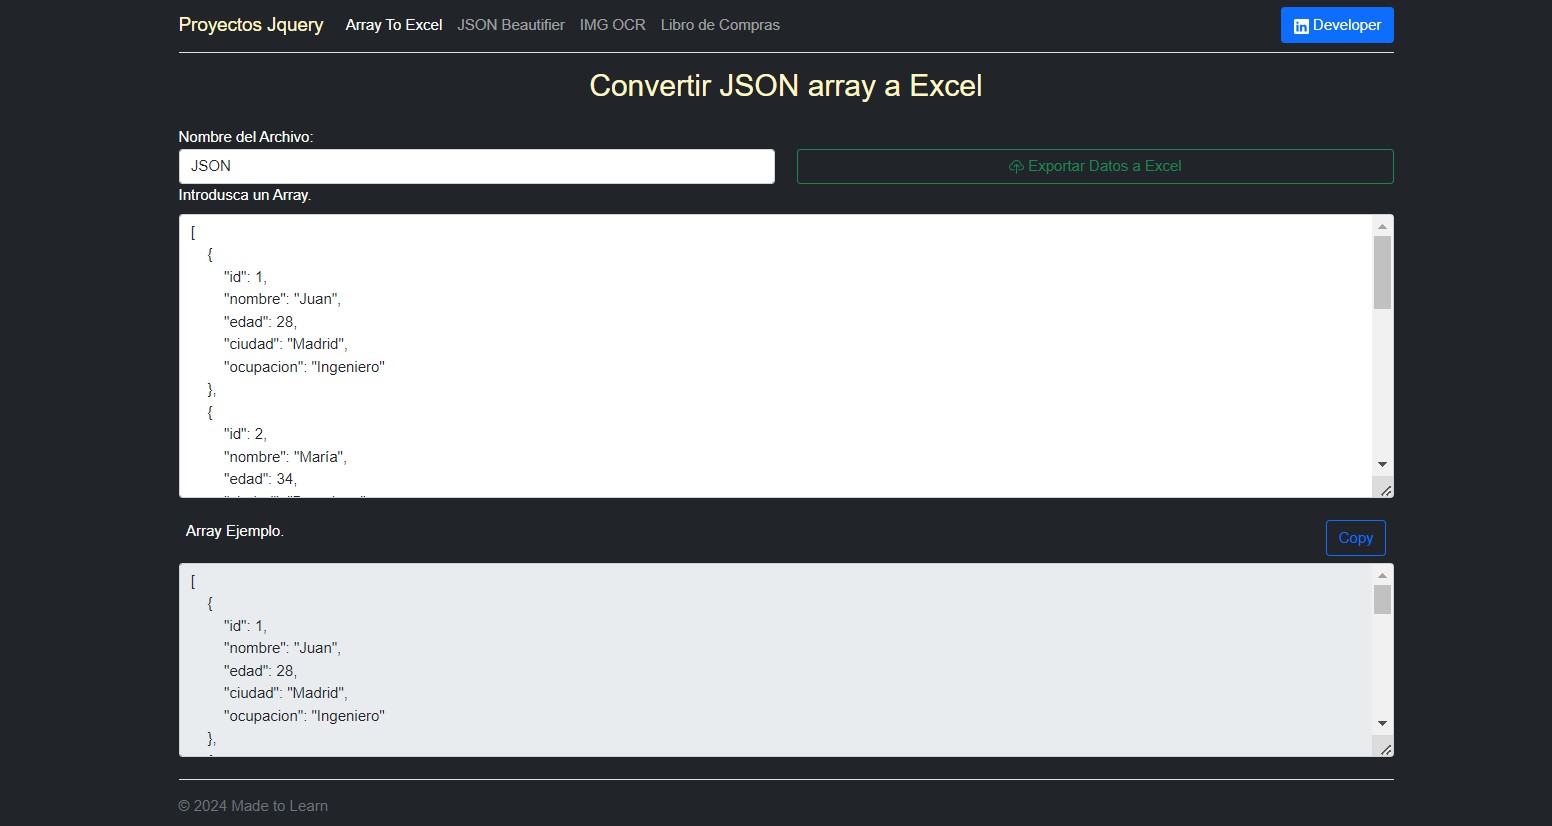 Proyectos Jquery Array To Excel JSON Beautifier IMG OCR Libro de Compras Developer
Convertir JSON array a Excel
Nombre del Archivo:
JSON Exportar Datos a Excel
Introdusca un Array.
[
{
"id": 1,
"nombre": "Juan",
"edad": 28,
"ciudad": "Madrid",
"ocupacion": "Ingeniero"
},
{
"id": 2,
"nombre": "María",
"edad": 34,
Array Ejemplo. Copy
[
{
"id": 1,
"nombre": "Juan",
"edad": 28,
"ciudad": "Madrid",
"ocupacion": "Ingeniero"
},
© 2024 Made to Learn